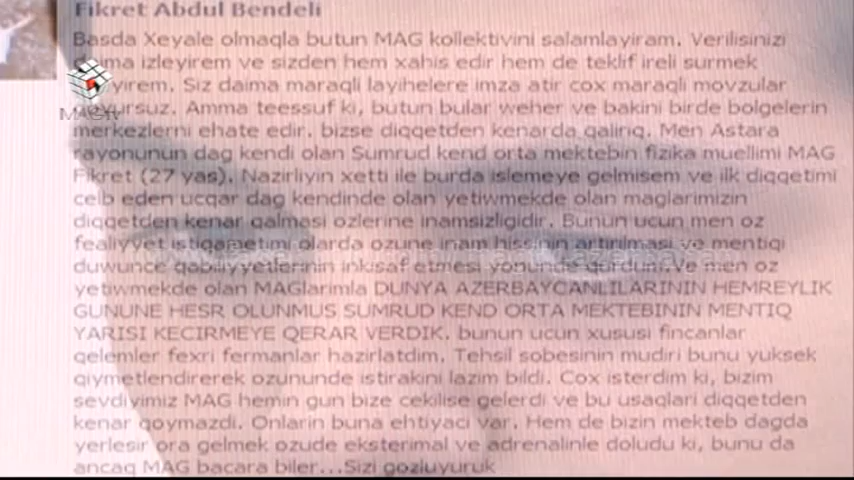 Fikret Abdul Bendeli
Basda Xeyale olmaqla butun MAG kollektivini salamlayiram. Verilisinizi
izleyirem ve sizden hem xahis edir hem de teklif ireli surmek
Siz daima maraqli layihelere imza atir cox maraqli movzular
Amma teessuf ki, butun bular weher ve bakini birde bolgelerin
MAGTV
merkezlerni ehate edir. bizse diqqetden kenarda qaliriq. Men Astara
rayonunun dag kendi olan Sumrud kend orta mektebin fizika muellimi MAG
Fikret (27 yas). Nazirliyin xetti ile burda islemeye gelmisem ve ilk diqqetimi
celb eden ucqar dag kendinde olan yetiwmekde olan maglarimizin
diqqetden kenar qalmasi ozlerine inamsizligidir. Bunun ucun men oz
fealiyyet istiqametimi olarda ozune inam hissinin artirilmasi ve mentiqi
duwunce qabiliyyetlerinin inkisaf etmesi yonunde qurdum.Ve men oz
yetiwmekde olan MAGlarimla DUNYA AZERBAYCANLILARININ HEMREYLIK
GUNUNE HESR OLUNMUS SUMRUD KEND ORTA MEKTEBININ MENTIQ
YARISI KECIRMEYE QERAR VERDIK. bunun ucun xususi fincanlar
qelemler fexri fermanlar hazirlatdim. Tehsil sobesinin mudiri bunu yuksek
qiymetlendirerek ozununde istirakini lazim bildi. Cox isterdim ki, bizim
sevdiyimiz MAG hemin gun bize cekilise gelerdi ve bu usaqlari diqqetden
kenar qoymazdi. Onlarin buna ehtiyaci var. Hem de bizim mekteb dagda
yerlesir ora gelmek ozude eksterimal ve adrenalinle doludu ki, bunu da
ancaq MAG bacara biler...Sizi gozluyuruk